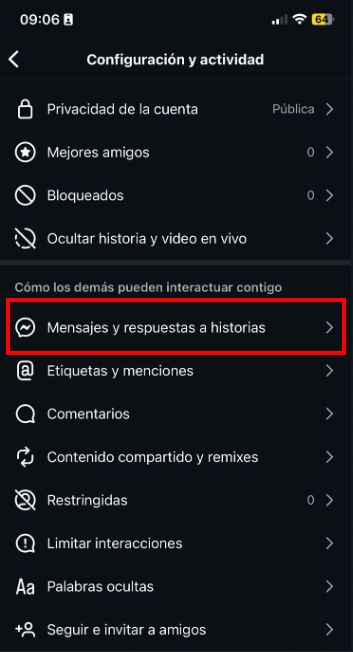 09:06 64
Configuración y actividad
Privacidad de la cuenta Pública
Mejores amigos 0
Bloqueados 0
Ocultar historia y video en vivo
Cómo los demás pueden interactuar contigo
Mensajes y respuestas a historias
Etiquetas y menciones
Comentarios
Contenido compartido y remixes
Restringidas 0
Limitar interacciones
Aa Palabras ocultas
Seguir e invitar a amigos